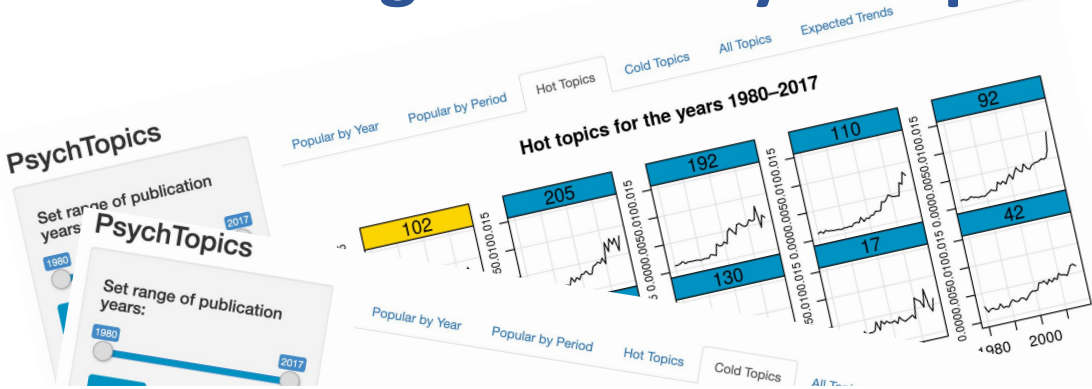 PsychTopics
Set range of publication
years
1980
2017
Popular by Year
Popular by Period
Hot Topics
Cold Topics
All Topics
Expected Trends
Hot topics for the years 1980–2017
102
205
192
110
92
130
17
42
1980
2000
PsychTopics
Set range of publication
years:
1980
2017
Popular by Year
Popular by Period
Hot Topics
Cold Topics